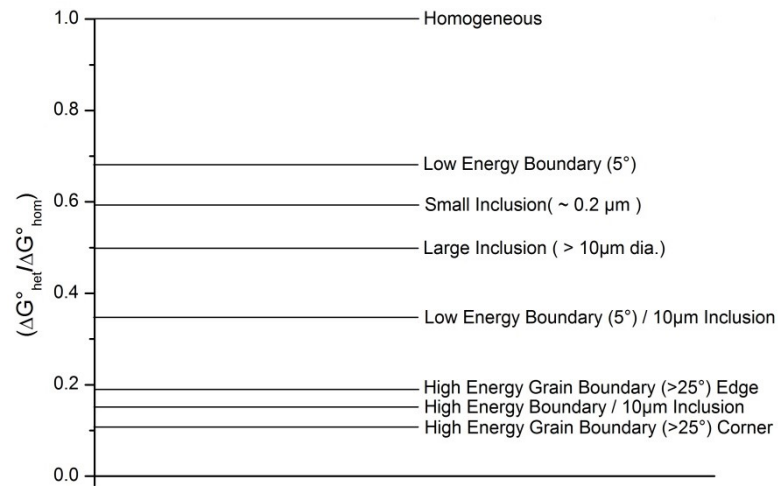 1.0
Homogeneous
0.8
Low Energy Boundary (5°)
0.6
Small Inclusion( ~ 0.2 µm )
Large Inclusion ( > 10µm dia.)
0.4
Low Energy Boundary (5°) / 10µm Inclusion
0.2
High Energy Grain Boundary (>25°) Edge
High Energy Boundary / 10µm Inclusion
High Energy Grain Boundary (>25°) Corner
0.0
(ΔG°het/ΔG°hom)